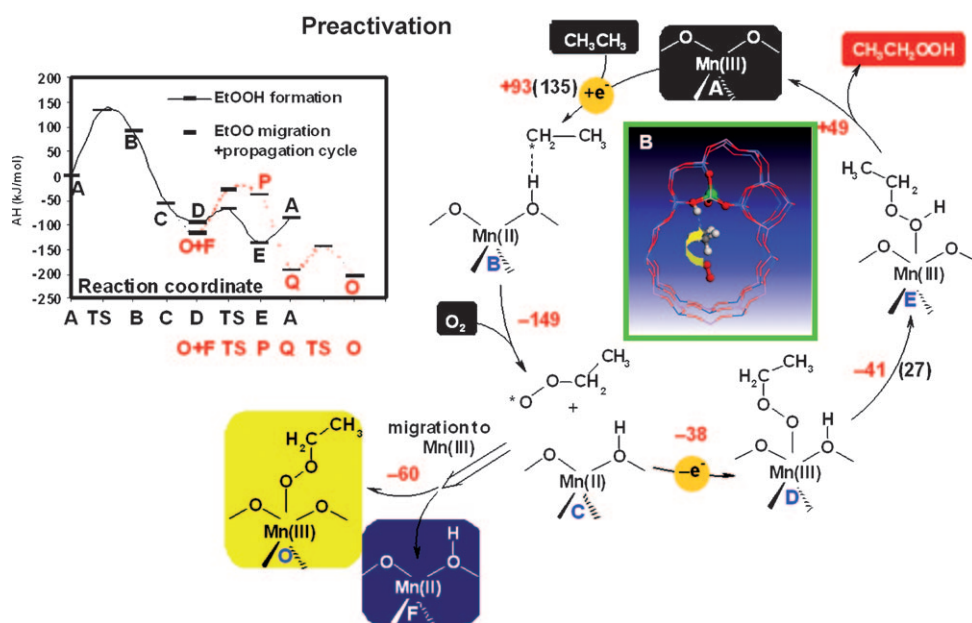 Preactivation
200
150
100
50
0
-50
-100
-150
-200
-250
ΔH (kJ/mol)
EtOOH formation
EtOO migration
+propagation cycle
A
B
C
D
O+F
P
E
A
Q
O
Reaction coordinate
A TS B C D TS E A
O+F TS P Q TS O
CH₃CH₃
+93(135)
+e⁻
O O
Mn(III)
A
CH₃CH₂OOH
+49
*CH₂ CH₃
H
O O
Mn(II)
B
B
H₃C CH₂
O O H
O O
Mn(III)
E
O₂
–149
CH₃
*O O CH₂
+
–41 (27)
CH₃
H₂C
O
O H
O O
Mn(III)
D
–38
–e⁻
H
O O
Mn(II)
C
migration to
Mn(III)
–60
CH₃
H₂C
O
O
O O
Mn(III)
O
H
O O
Mn(II)
F